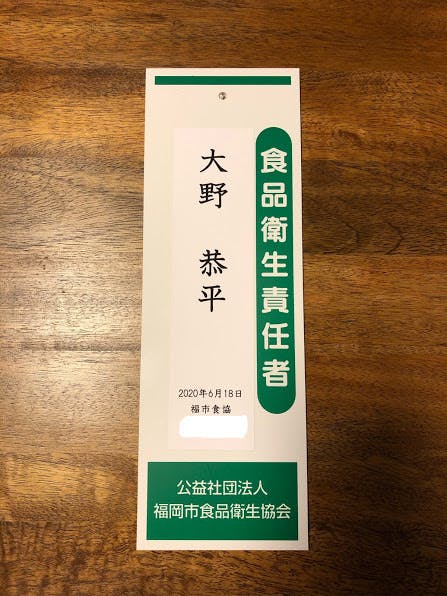 食品衛生責任者
大野 恭平
2020年6月18日
福市食協
公益社団法人
福岡市食品衛生協会